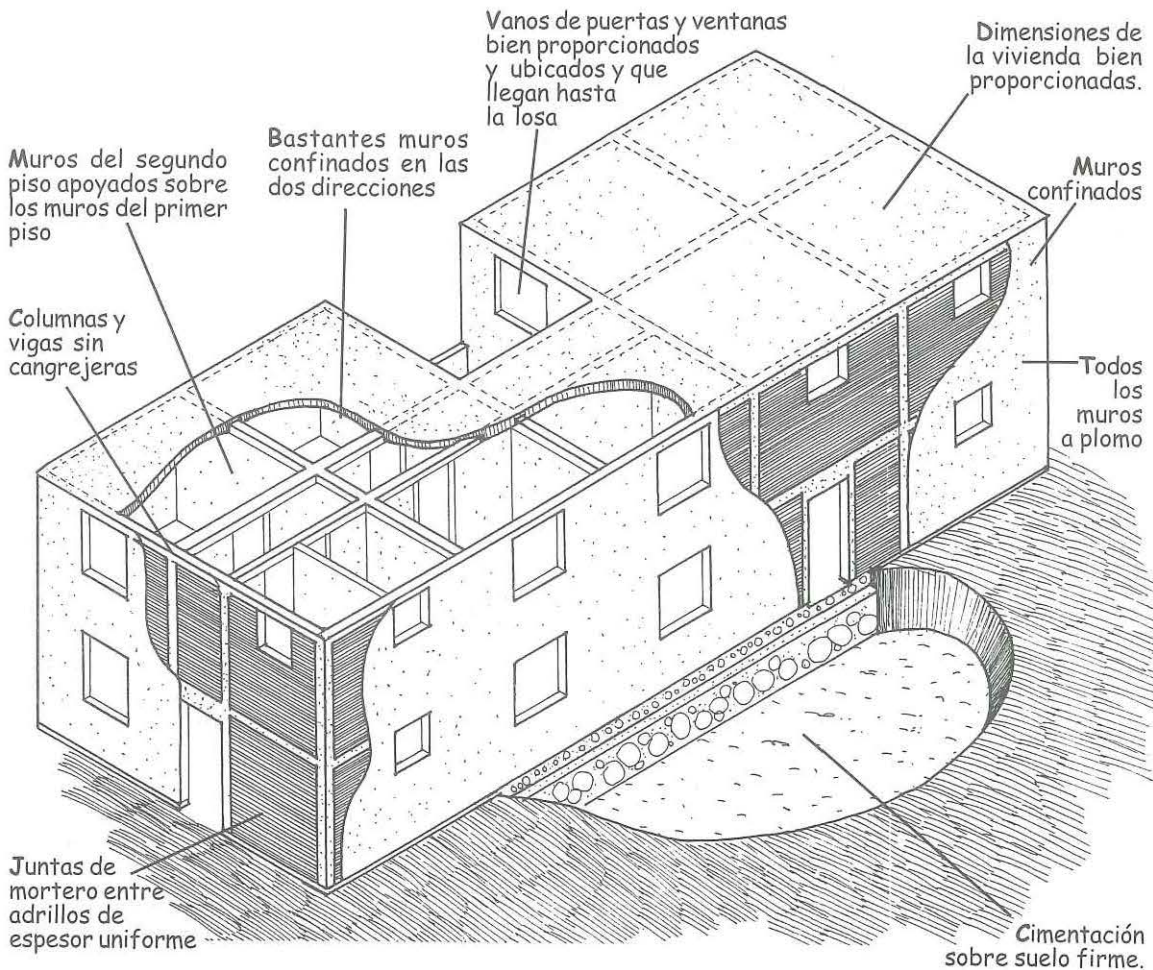 Vanos de puertas y ventanas
bien proporcionados
y ubicados y que
llegan hasta
la losa
Dimensiones de
la vivienda bien
proporcionadas.
Bastantes muros
confinados en las
dos direcciones
Muros del segundo
piso apoyados sobre
los muros del primer
piso
Muros
confinados
Columnas y
vigas sin
cangrejeras
Todos
los
muros
a plomo
Juntas de
mortero entre
adrillos de
espesor uniforme
Cimentación
sobre suelo firme.